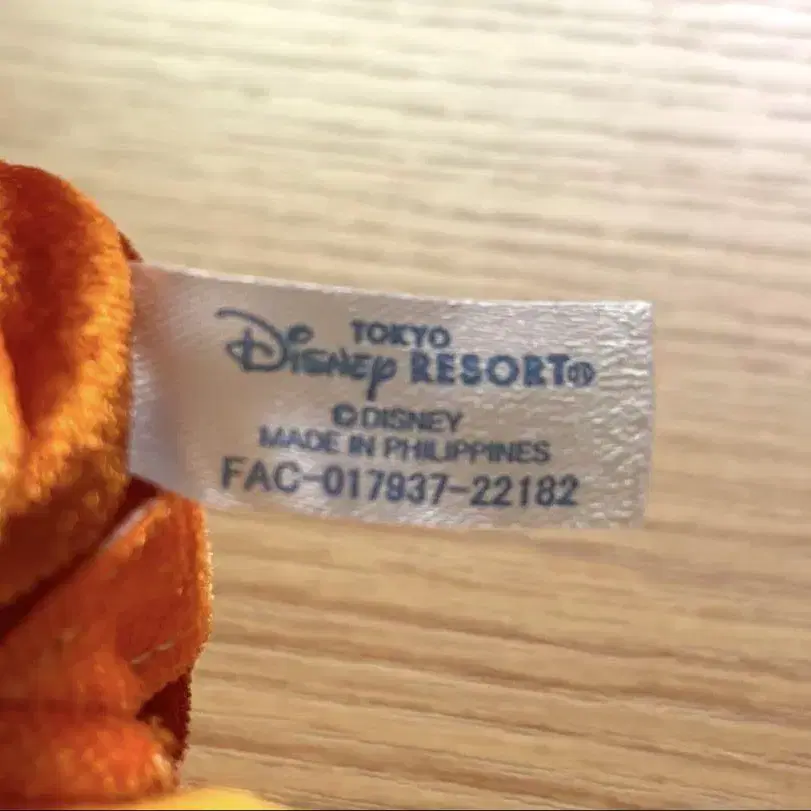 TOKYO
Disney RESORT®
©DISNEY
MADE IN PHILIPPINES
FAC-017937-22182